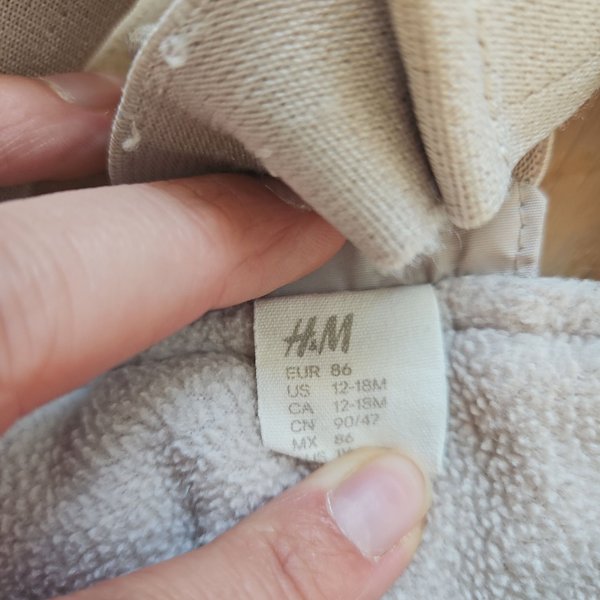 H&M
EUR 86
US 12-18M
CA 12-18M
CN 90/47
MX 86